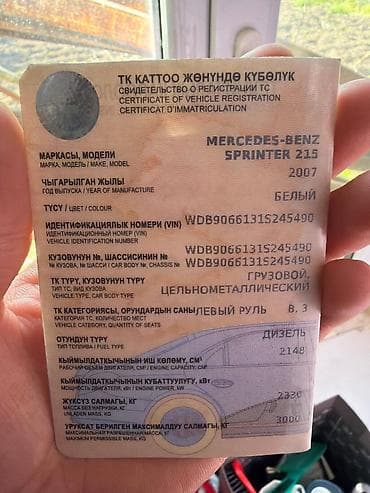 ТК КАТТОО ЖӨНҮНДӨ КҮБӨЛҮК
СВИДЕТЕЛЬСТВО О РЕГИСТРАЦИИ ТС
CERTIFICATE OF VEHICLE REGISTRATION
CERTIFICAT D'IMMATRICULATION
МАРКАСЫ, МОДЕЛИ MERCEDES-BENZ
МАРКА, МОДЕЛЬ / MAKE, MODEL SPRINTER 215
ЧЫГАРЫЛГАН ЖЫЛЫ 2007
ГОД ВЫПУСКА / YEAR OF MANUFACTURE
ТҮСҮ / ЦВЕТ / COLOUR БЕЛЫЙ
ИДЕНТИФИКАЦИЯЛЫК НОМЕРИ (VIN) WDB9066131S245490
ИДЕНТИФИКАЦИОННЫЙ НОМЕР (VIN)
VEHICLE IDENTIFICATION NUMBER
КУЗОВУНУН №, ШАССИСИНИН № WDB9066131S245490
№ КУЗОВА, № ШАССИ / CAR BODY №, CHASSIS № WDB9066131S245490
ТК ТҮРҮ, КУЗОВУНУН ТҮРҮ ГРУЗОВОЙ,
ТИП ТС, ВИД КУЗОВА ЦЕЛЬНОМЕТАЛЛИЧЕСКИЙ
VEHICLE TYPE, CAR BODY TYPE
ТК КАТЕГОРИЯСЫ, ОРУНДАРДЫН САНЫ ЛЕВЫЙ РУЛЬ В, 3
КАТЕГОРИЯ ТС, КОЛИЧЕСТВО МЕСТ
VEHICLE CATEGORY, QUANTITY OF SEATS
ОТУНДУН ТҮРҮ ДИЗЕЛЬ
ТИП ТОПЛИВА / FUEL TYPE
КЫЙМЫЛДАТКЫЧЫНЫН ИШ КӨЛӨМҮ, СМ³ 2148
РАБОЧИЙ ОБЪЕМ ДВИГАТЕЛЯ, СМ³ / ENGINE CAPACITY, CM³
КЫЙМЫЛДАТКЫЧЫНЫН КУБАТТУУЛУГУ, кВт
МОЩНОСТЬ ДВИГАТЕЛЯ, кВт / ENGINE POWER, kW
ЖҮКСҮЗ САЛМАГЫ, КГ 2330
МАССА БЕЗ НАГРУЗКИ, КГ
UNLADEN MASS, KG
УРУКСАТ БЕРИЛГЕН МАКСИМАЛДУУ САЛМАГЫ, КГ 3000
МАКСИМАЛЬНАЯ РАЗРЕШЕННАЯ МАССА, КГ
MAXIMUM PERMISSIBLE MASS, KG